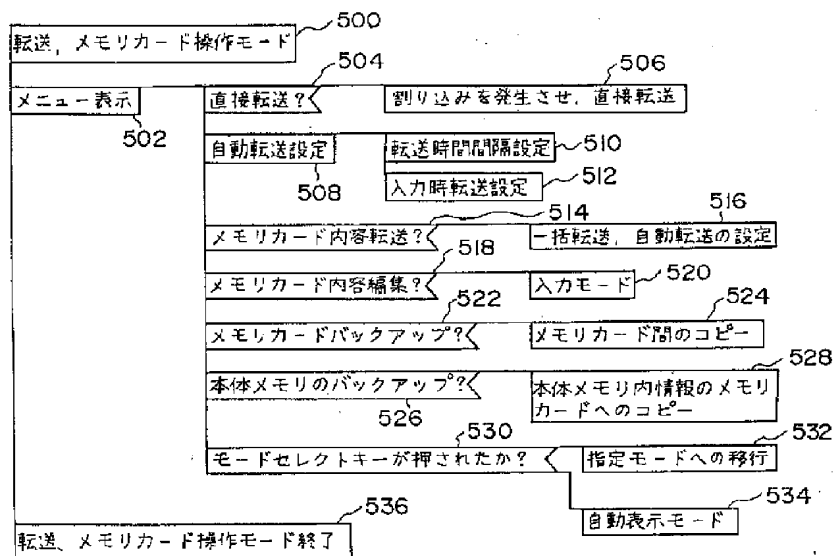 500
転送,メモリカード操作モード
504
506
メニュー表示
直接転送?
割り込みを発生させ,直接転送
502
自動転送設定
転送時間間隔設定
510
508
入力時転送設定
512
514
516
メモリカード内容転送?
一括転送,自動転送の設定
518
メモリカード内容編集?
入力モード
520
522
524
メモリカードバックアップ?
メモリカード間のコピー
528
本体メモリのバックアップ?
本体メモリ内情報のメモリ
カードへのコピー
526
530
532
モードセレクトキーが押されたか?
指定モードへの移行
534
自動表示モード
536
転送、メモリカード操作モード終了